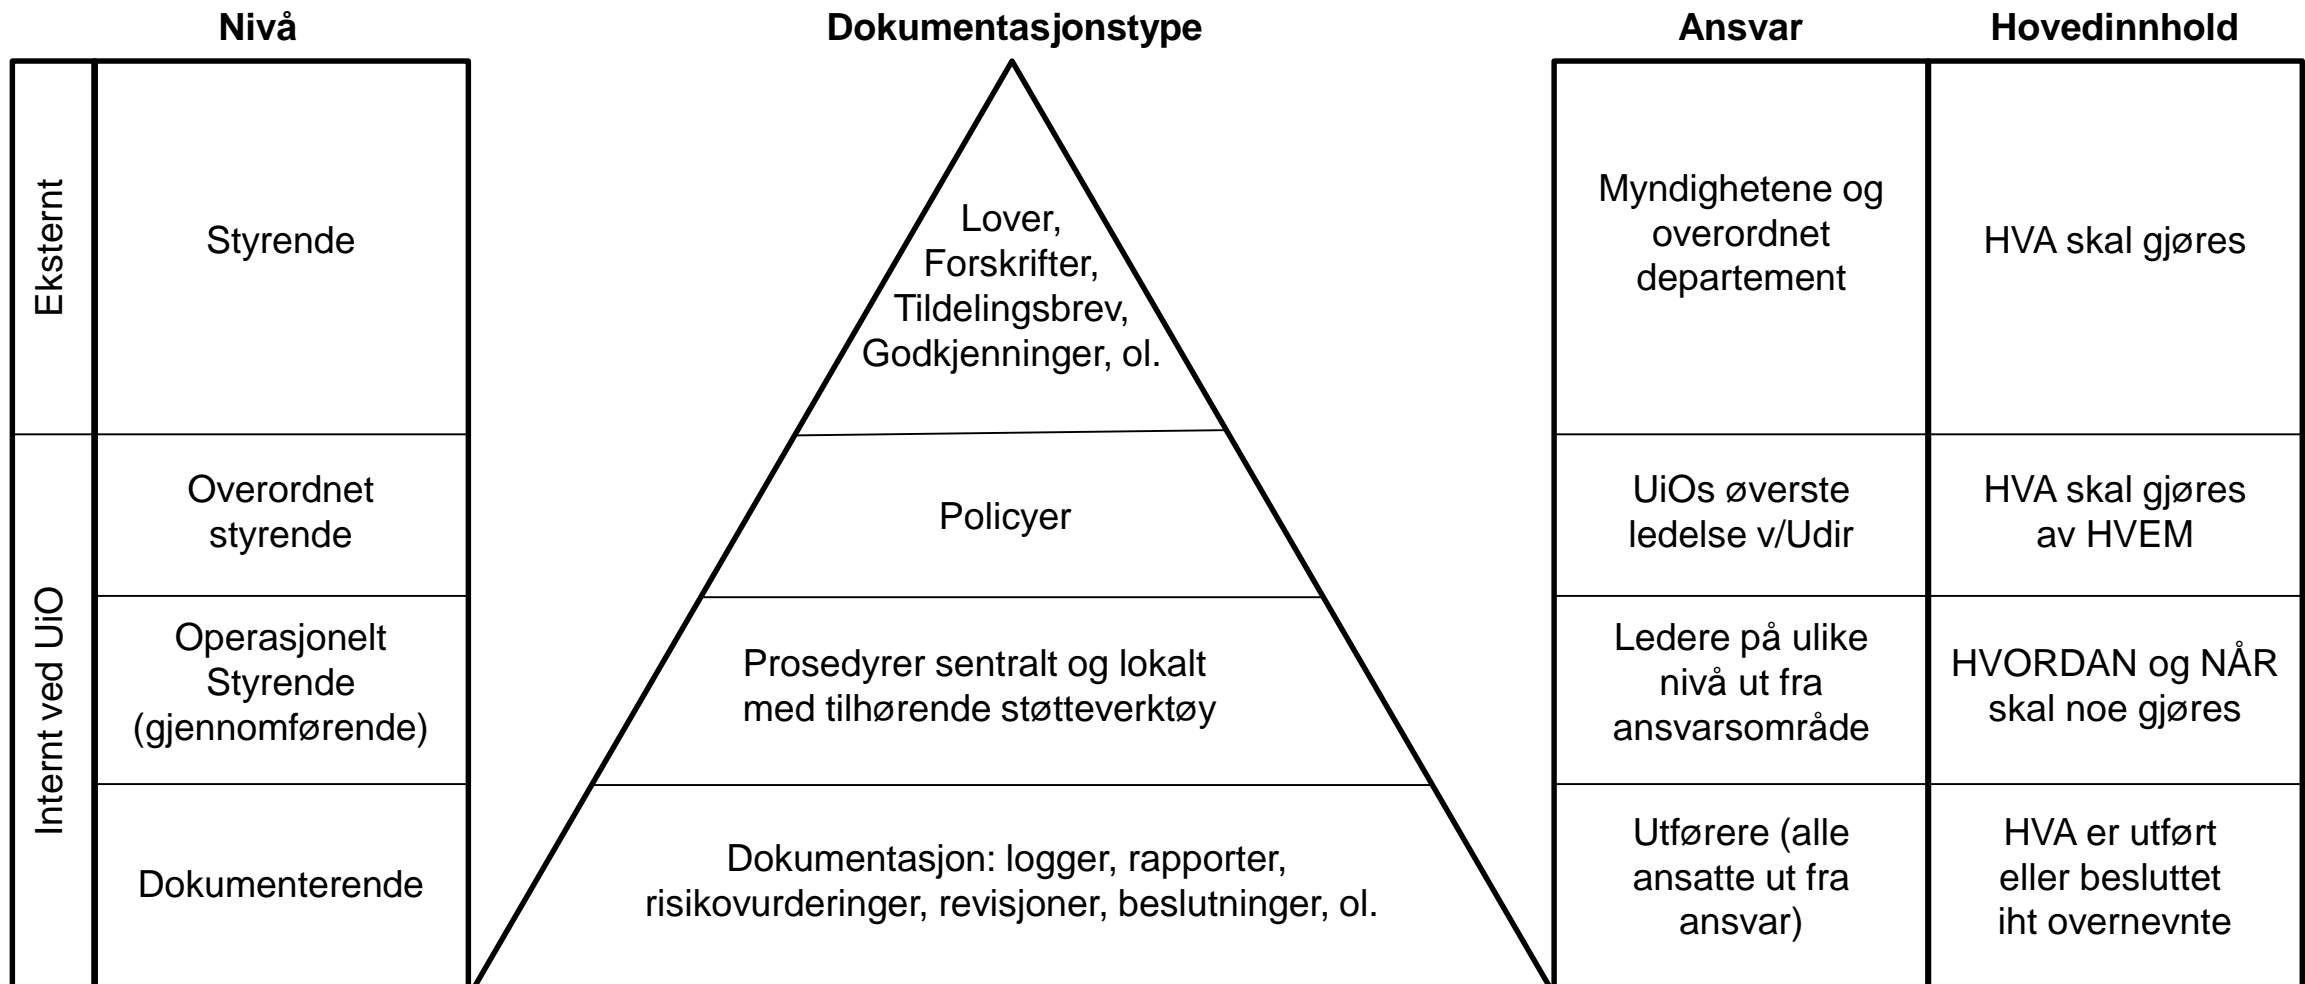 Nivå
Dokumentasjonstype
Ansvar
Hovedinnhold
Eksternt
Styrende
Lover,
Forskrifter,
Tildelingsbrev,
Godkjenninger, ol.
Myndighetene og
overordnet
departement
HVA skal gjøres
Internt ved UiO
Overordnet
styrende
Policyer
UiOs øverste
ledelse v/Udir
HVA skal gjøres
av HVEM
Operasjonelt
Styrende
(gjennomførende)
Prosedyrer sentralt og lokalt
med tilhørende støtteverktøy
Ledere på ulike
nivå ut fra
ansvarsområde
HVORDAN og NÅR
skal noe gjøres
Dokumenterende
Dokumentasjon: logger, rapporter,
risikovurderinger, revisjoner, beslutninger, ol.
Utførere (alle
ansatte ut fra
ansvar)
HVA er utført
eller besluttet
iht overnevnte